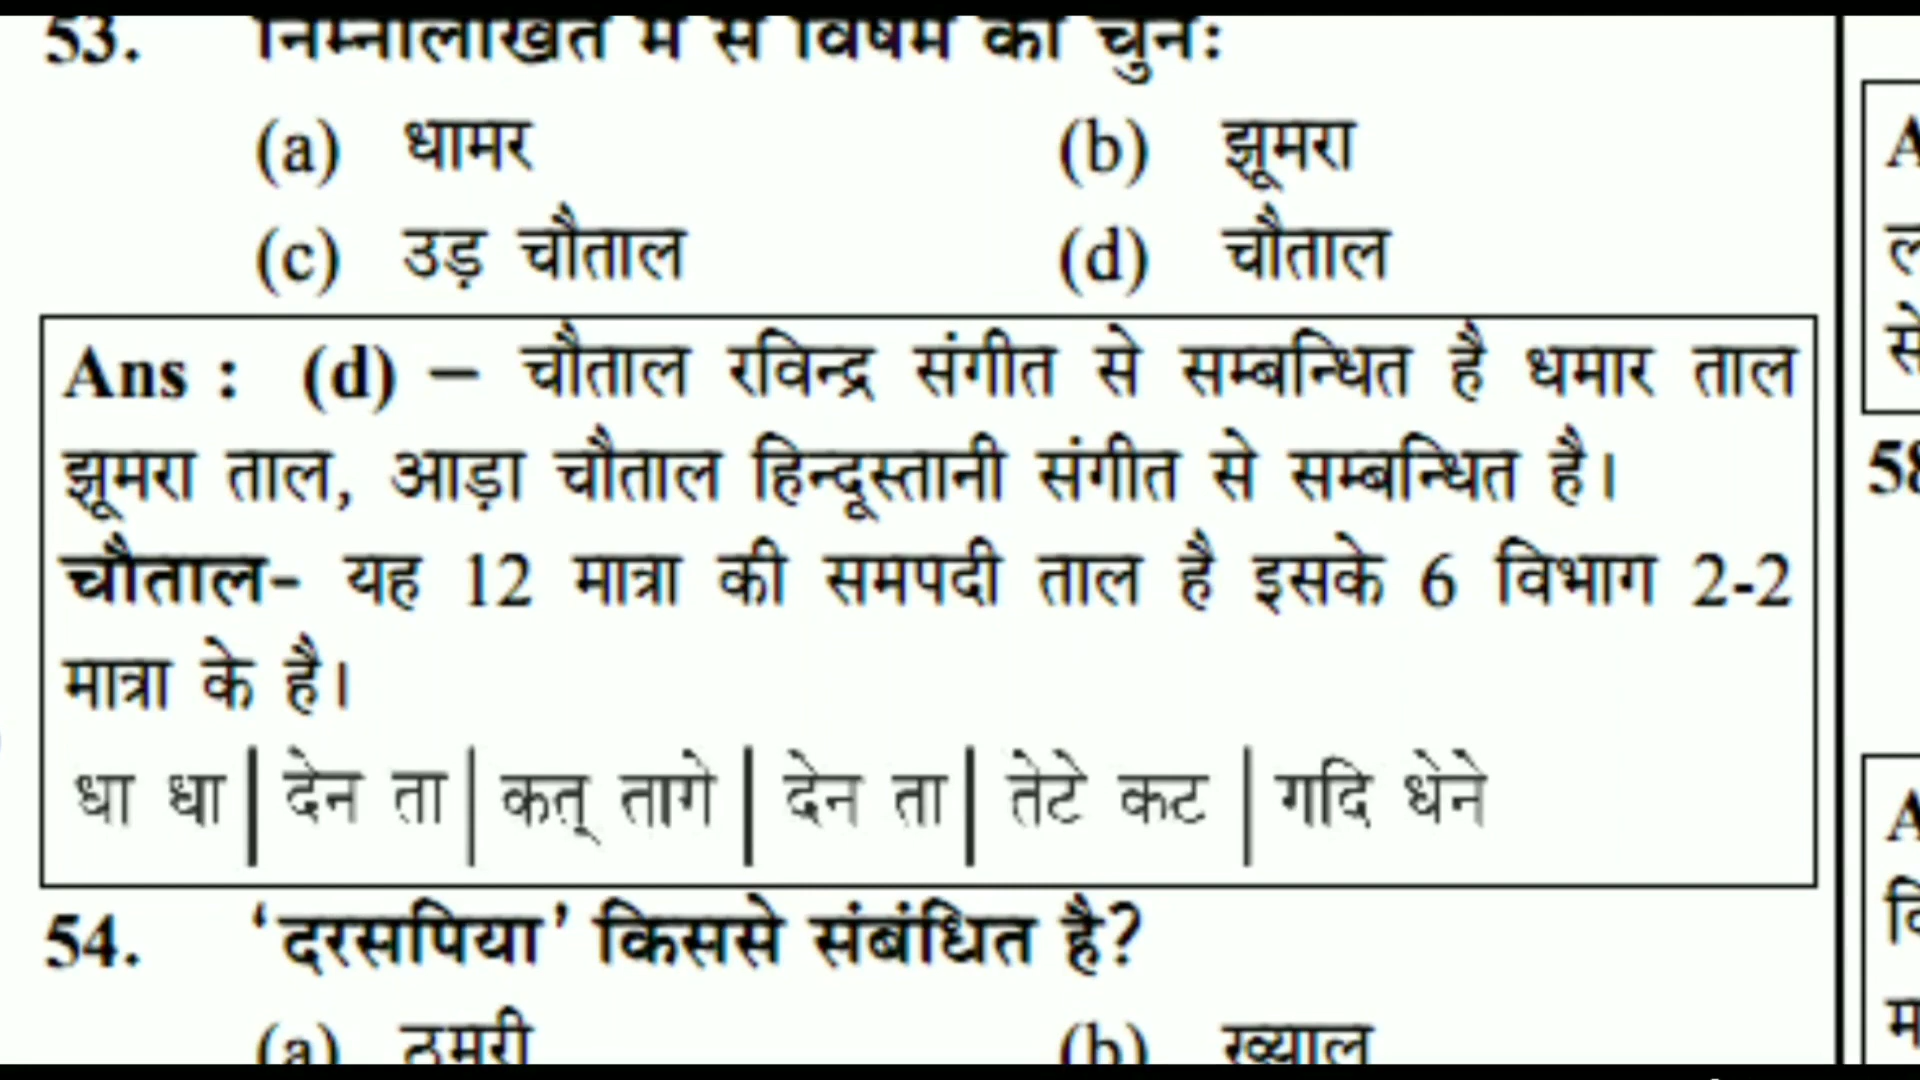 53. निम्नलिखित में से विषम को चुनेंः
(a) धामर (b) झूमरा
(c) उड़ चौताल (d) चौताल
Ans : (d) – चौताल रविन्द्र संगीत से सम्बन्धित है धमार ताल
झूमरा ताल, आड़ा चौताल हिन्दूस्तानी संगीत से सम्बन्धित है।
चौताल- यह 12 मात्रा की समपदी ताल है इसके 6 विभाग 2-2
मात्रा के है।
धा धा | देन ता | कत् तागे | देन ता | तेटे कट | गदि धेने
54. ‘दरसपिया’ किससे संबंधित है?
(a) ठुमरी (b) ख्याल
58